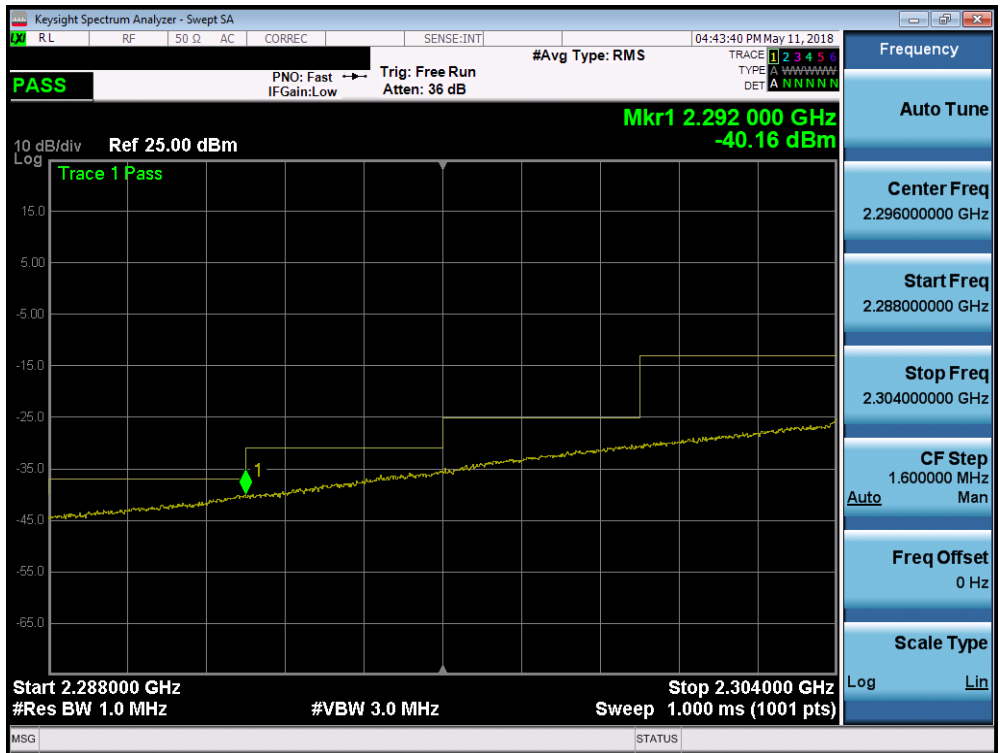 Keysight Spectrum Analyzer - Swept SA
LXI RL RF 50 Ω AC CORREC SENSE:INT 04:43:40 PM May 11, 2018
#Avg Type: RMS TRACE 1 2 3 4 5 6
PNO: Fast Trig: Free Run TYPE A WWWWW
PASS IFGain:Low Atten: 36 dB DET A N N N N N
Mkr1 2.292 000 GHz
-40.16 dBm
10 dB/div Ref 25.00 dBm
Log
Trace 1 Pass
15.0
5.00
-5.00
-15.0
-25.0
-35.0
1
-45.0
-55.0
-65.0
Start 2.288000 GHz Stop 2.304000 GHz
#Res BW 1.0 MHz #VBW 3.0 MHz Sweep 1.000 ms (1001 pts)
MSG STATUS
Frequency
Auto Tune
Center Freq
2.296000000 GHz
Start Freq
2.288000000 GHz
Stop Freq
2.304000000 GHz
CF Step
1.600000 MHz
Auto Man
Freq Offset
0 Hz
Scale Type
Log Lin